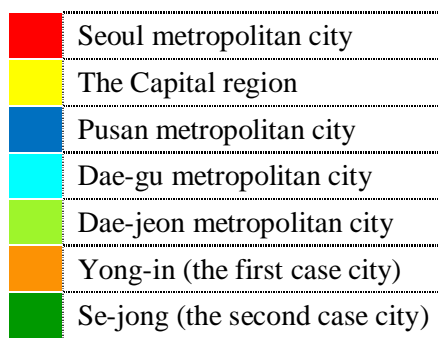 Seoul metropolitan city
The Capital region
Pusan metropolitan city
Dae-gu metropolitan city
Dae-jeon metropolitan city
Yong-in (the first case city)
Se-jong (the second case city)